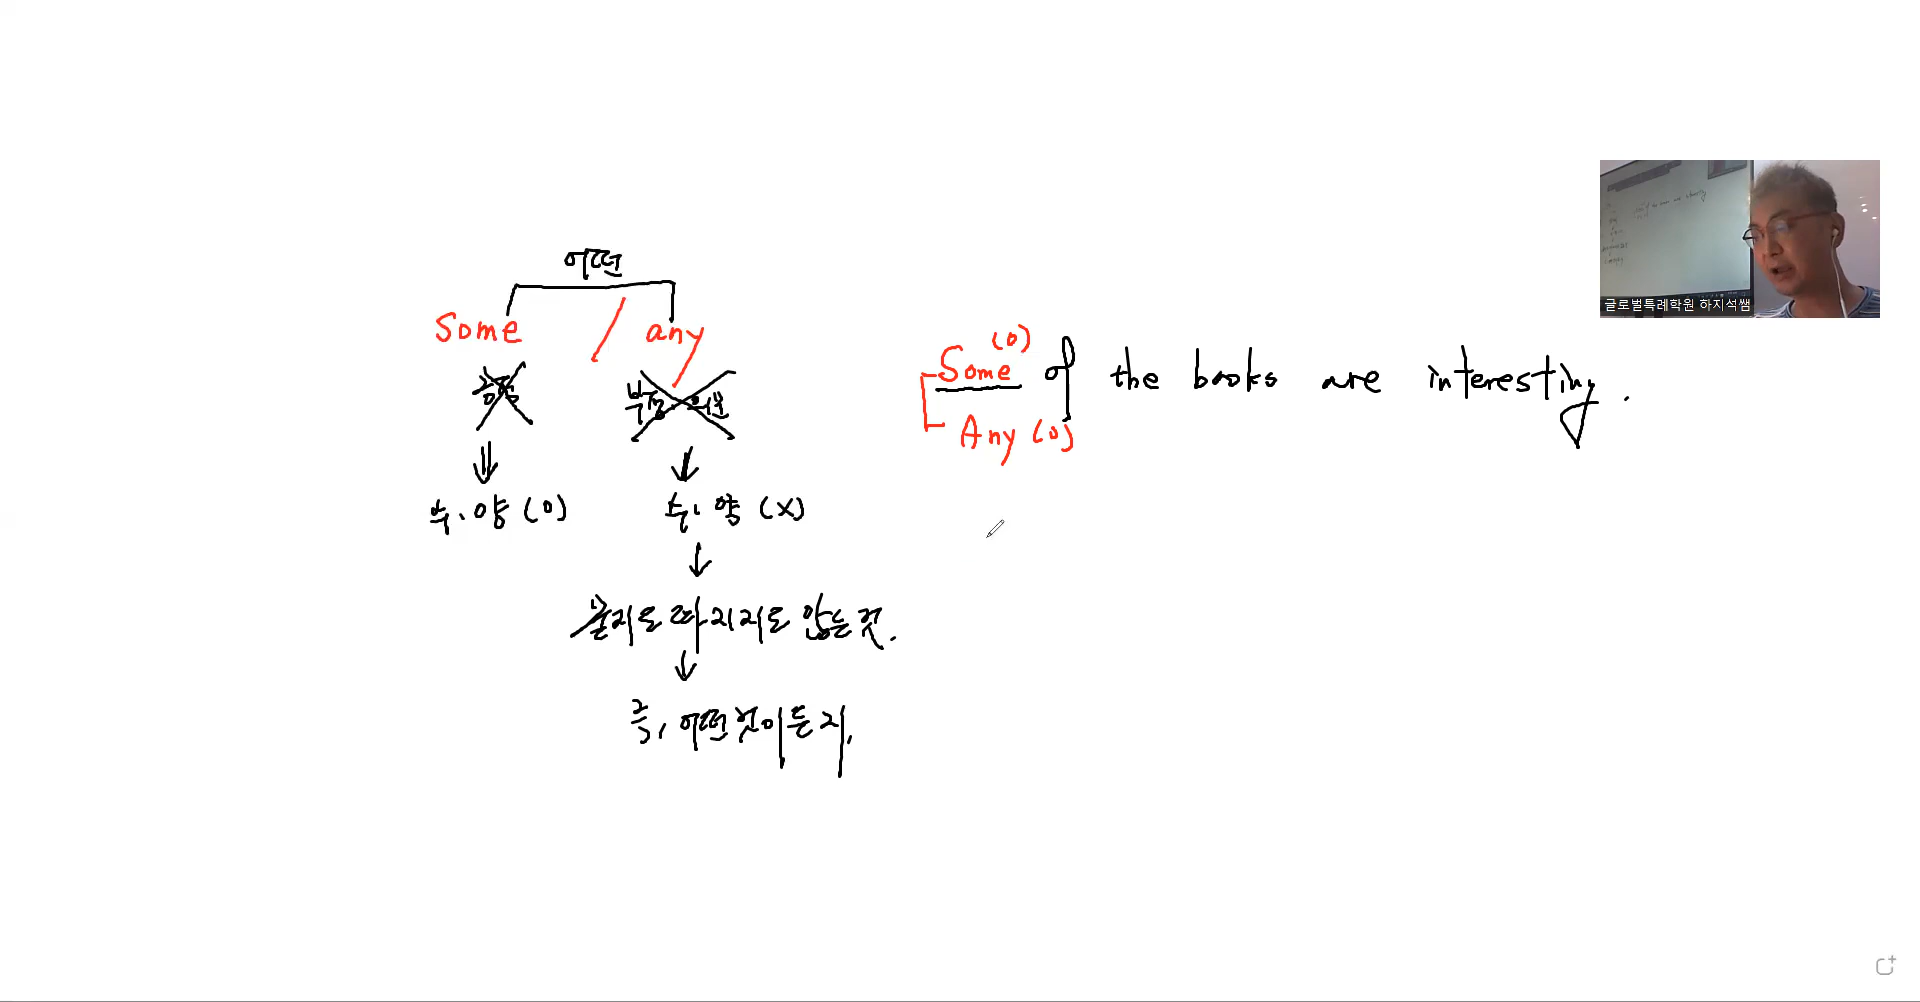 어떤
Some any
긍정 부정 의문
수, 양 (O) 수, 양 (X)
묻지도 따지지도 않는것.
즉, 어떤것이든지,
Some (O) of the books are interesting.
Any (O)
글로벌특례학원 하지석쌤